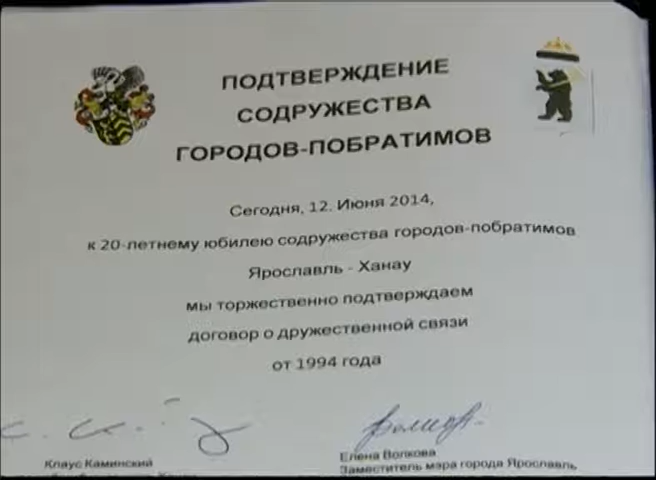 ПОДТВЕРЖДЕНИЕ
СОДРУЖЕСТВА
ГОРОДОВ-ПОБРАТИМОВ
Сегодня, 12. Июня 2014,
к 20-летнему юбилею содружества городов-побратимов
Ярославль - Ханау
мы торжественно подтверждаем
договор о дружественной связи
от 1994 года
Клаус Каминский
Елена Волкова
Заместитель мэра города Ярославль